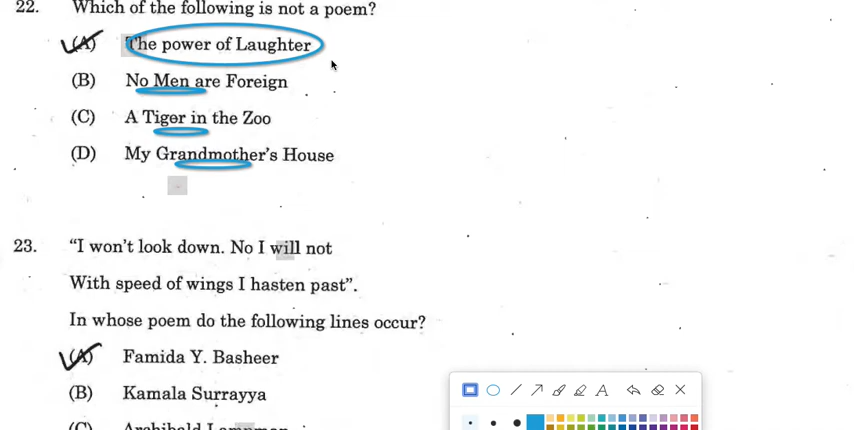 22. Which of the following is not a poem?
(A) The power of Laughter
(B) No Men are Foreign
(C) A Tiger in the Zoo
(D) My Grandmother's House
23. "I won't look down. No I will not
With speed of wings I hasten past".
In whose poem do the following lines occur?
(A) Famida Y. Basheer
(B) Kamala Surrayya
(C) Archibald
A